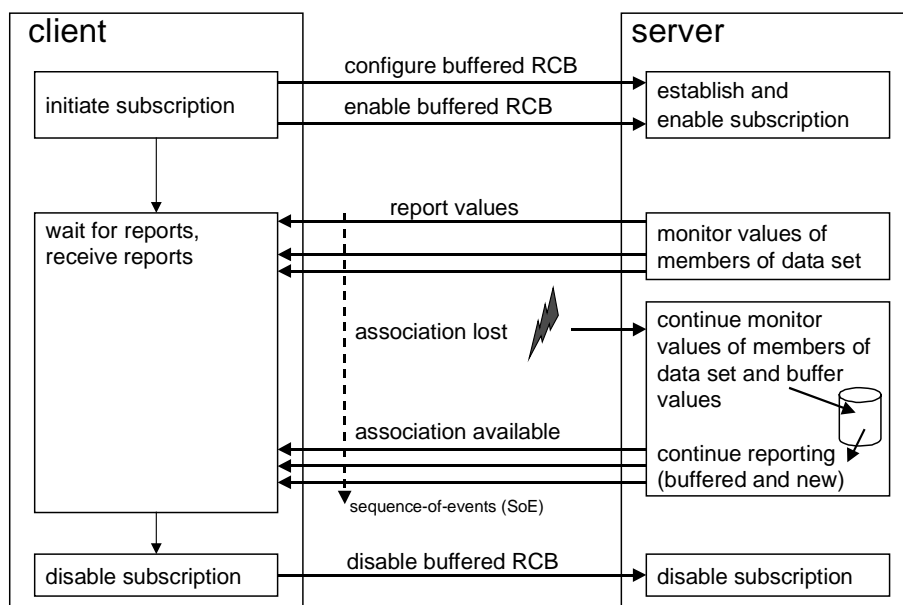 client
server
configure buffered RCB
initiate subscription
enable buffered RCB
establish and
enable subscription
report values
wait for reports,
receive reports
monitor values of
members of data set
association lost
continue monitor
values of members of
data set and buffer
values
association available
continue reporting
(buffered and new)
sequence-of-events (SoE)
disable buffered RCB
disable subscription
disable subscription